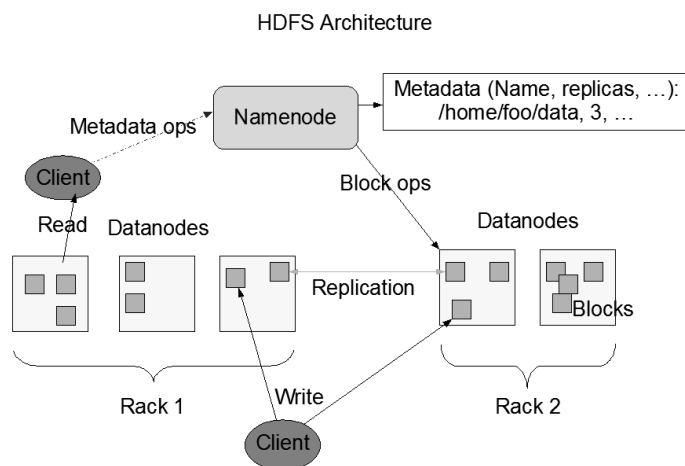 HDFS Architecture
Metadata (Name, replicas, …):
/home/foo/data, 3, …
Namenode
Metadata ops
Client
Block ops
Read
Datanodes
Datanodes
Replication
Blocks
Rack 1
Write
Rack 2
Client